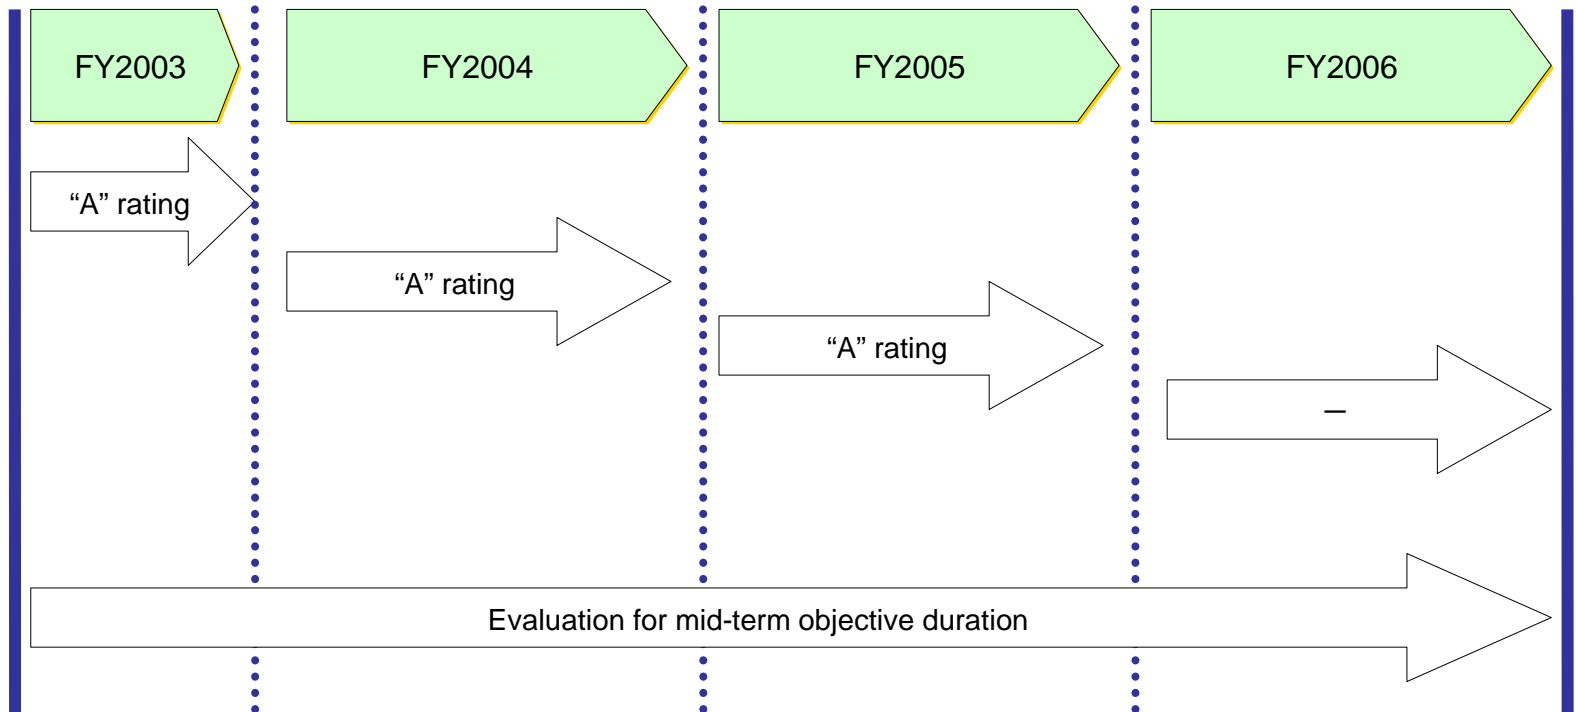 FY2003
FY2004
FY2005
FY2006
“A” rating
“A” rating
“A” rating
–
Evaluation for mid-term objective duration